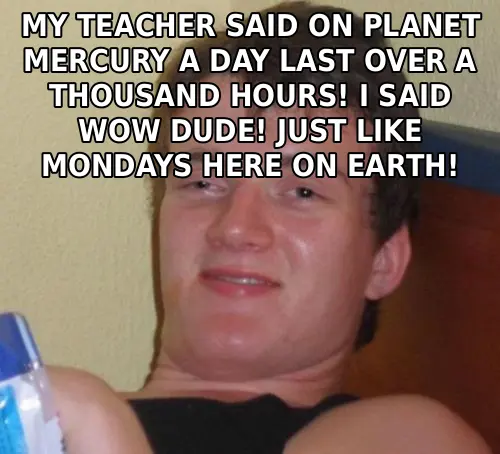 MY TEACHER SAID ON PLANET
MERCURY A DAY LAST OVER A
THOUSAND HOURS! I SAID
WOW DUDE! JUST LIKE
MONDAYS HERE ON EARTH!